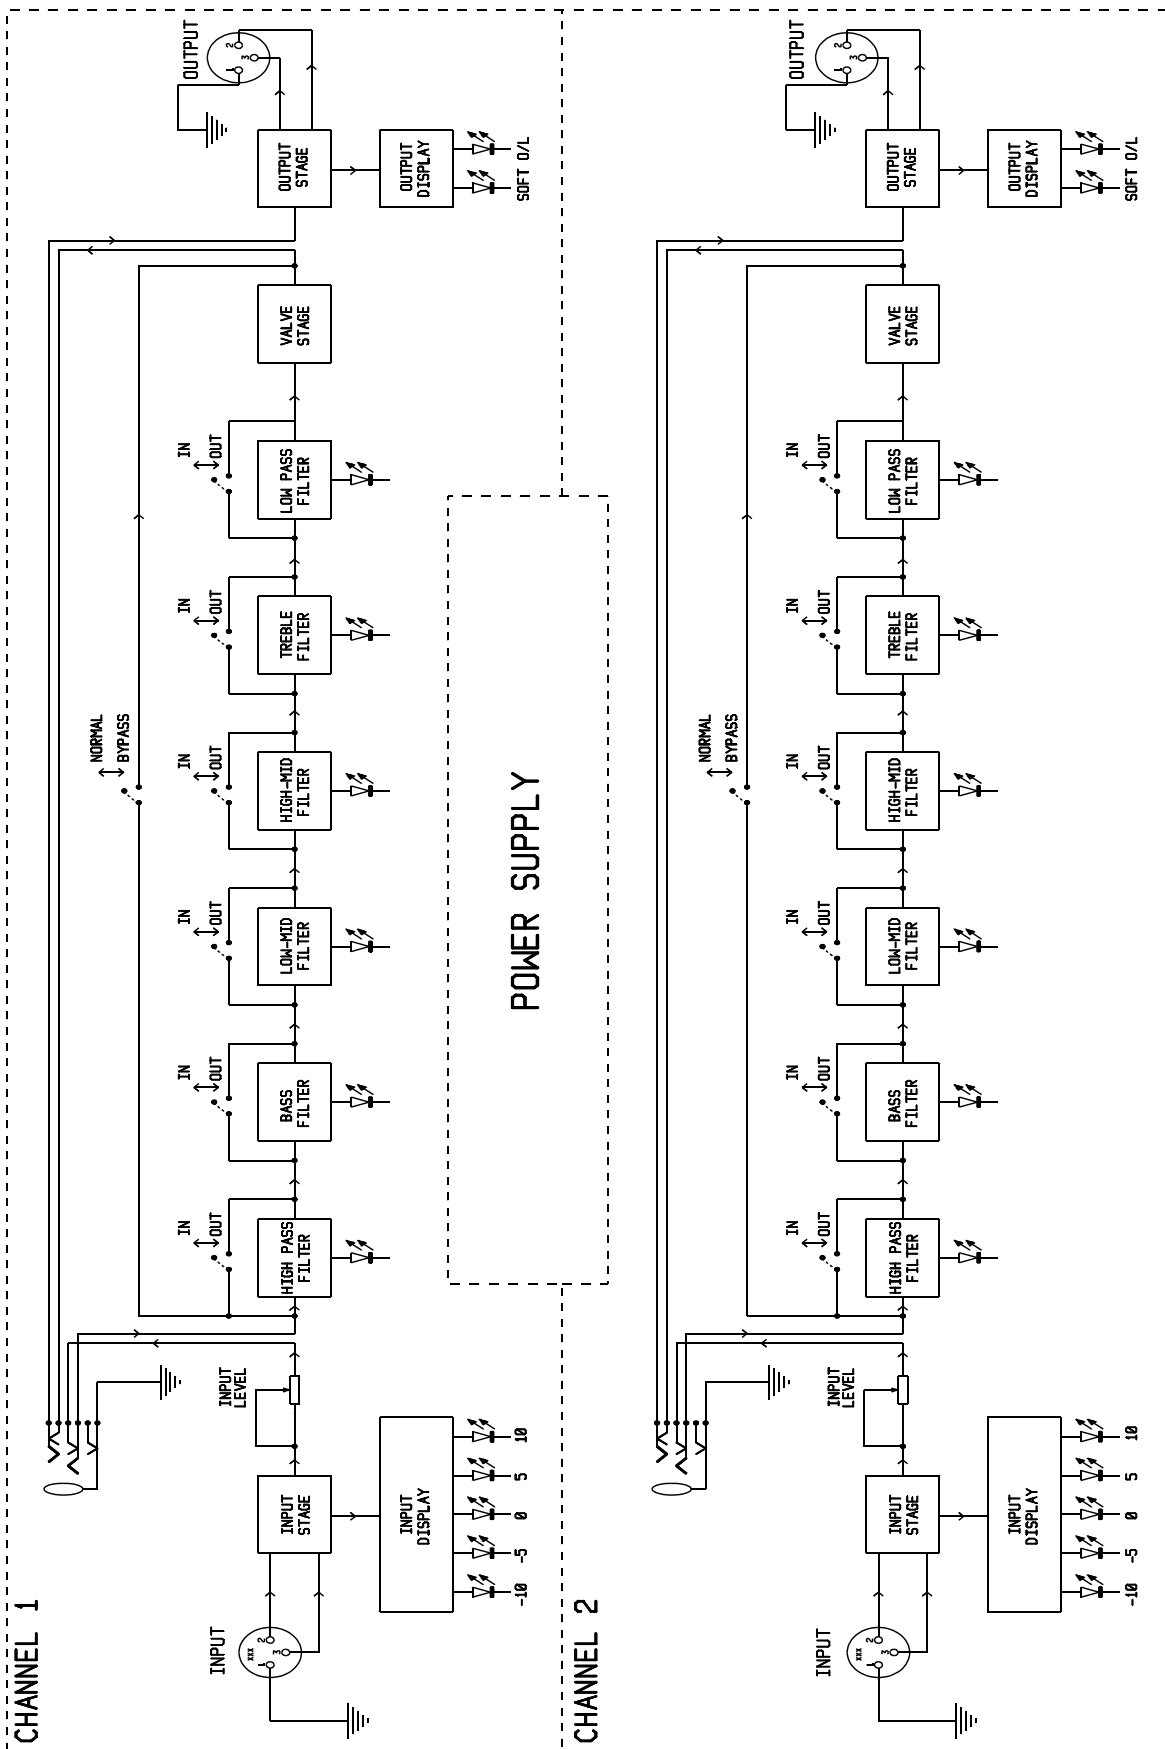 CHANNEL 1
INPUT
XXX
1
2
3
INPUT
STAGE
INPUT
DISPLAY
-10
-5
0
5
10
INPUT
LEVEL
HIGH PASS
FILTER
IN
OUT
BASS
FILTER
IN
OUT
LOW-MID
FILTER
IN
OUT
HIGH-MID
FILTER
IN
OUT
NORMAL
BYPASS
TREBLE
FILTER
IN
OUT
LOW PASS
FILTER
IN
OUT
VALVE
STAGE
OUTPUT
STAGE
OUTPUT
DISPLAY
SOFT O/L
OUTPUT
1
2
3
POWER SUPPLY
CHANNEL 2
INPUT
XXX
1
2
3
INPUT
STAGE
INPUT
DISPLAY
-10
-5
0
5
10
INPUT
LEVEL
HIGH PASS
FILTER
IN
OUT
BASS
FILTER
IN
OUT
LOW-MID
FILTER
IN
OUT
HIGH-MID
FILTER
IN
OUT
NORMAL
BYPASS
TREBLE
FILTER
IN
OUT
LOW PASS
FILTER
IN
OUT
VALVE
STAGE
OUTPUT
STAGE
OUTPUT
DISPLAY
SOFT O/L
OUTPUT
1
2
3